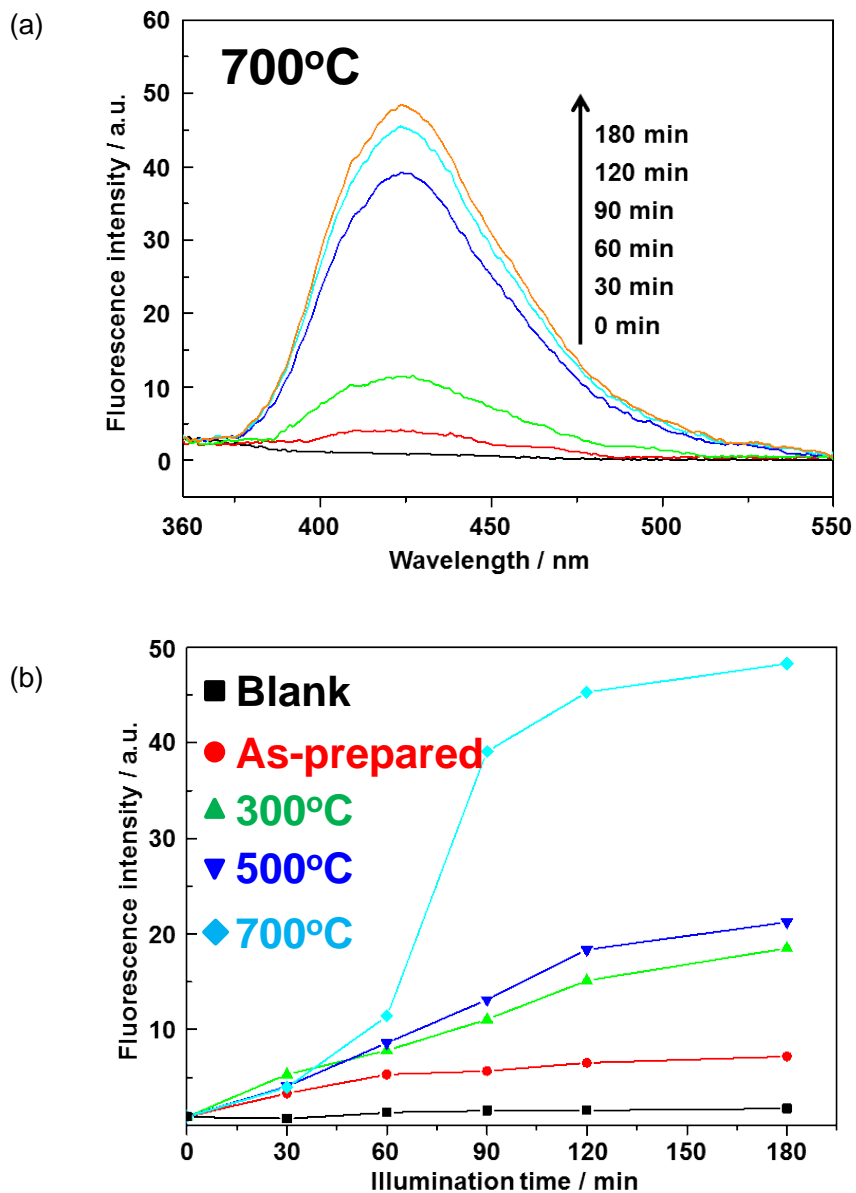 (a)
60
50
40
30
20
10
0
Fluorescence intensity / a.u.
700°C
180 min
120 min
90 min
60 min
30 min
0 min
360
400
450
500
550
Wavelength / nm
(b)
50
40
30
20
10
Fluorescence intensity / a.u.
Blank
As-prepared
300°C
500°C
700°C
0
30
60
90
120
150
180
Illumination time / min